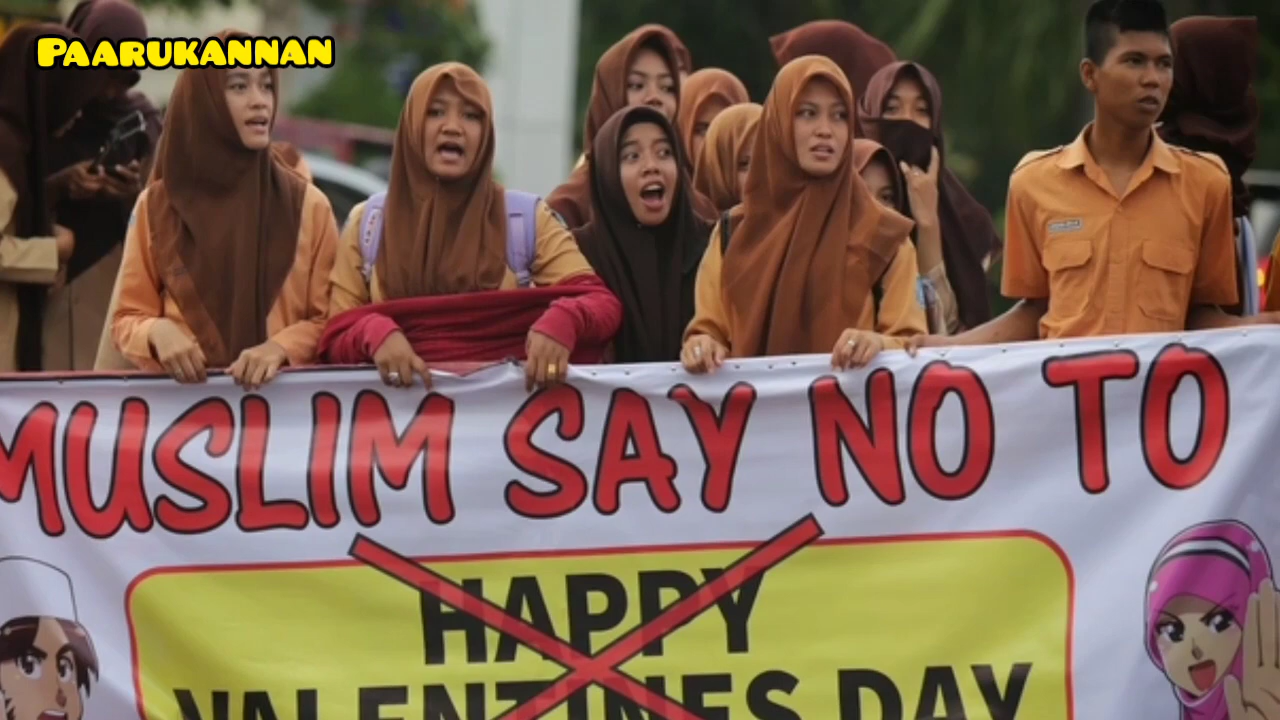 PAARUKANNAN
MUSLIM SAY NO TO
HAPPY
VALENTINES DAY